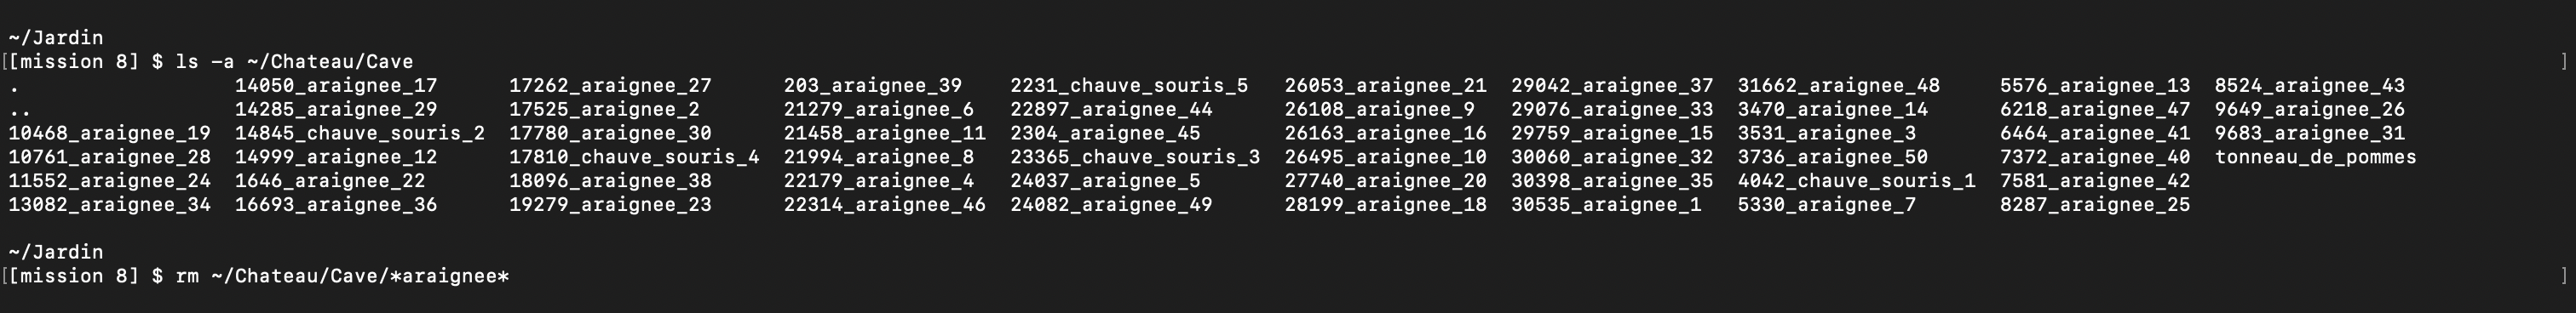 ~/Jardin
[[mission 8] $ ls -a ~/Chateau/Cave ]
. 14050_araignee_17 17262_araignee_27 203_araignee_39 2231_chauve_souris_5 26053_araignee_21 29042_araignee_37 31662_araignee_48 5576_araignee_13 8524_araignee_43
.. 14285_araignee_29 17525_araignee_2 21279_araignee_6 22897_araignee_44 26108_araignee_9 29076_araignee_33 3470_araignee_14 6218_araignee_47 9649_araignee_26
10468_araignee_19 14845_chauve_souris_2 17780_araignee_30 21458_araignee_11 2304_araignee_45 26163_araignee_16 29759_araignee_15 3531_araignee_3 6464_araignee_41 9683_araignee_31
10761_araignee_28 14999_araignee_12 17810_chauve_souris_4 21994_araignee_8 23365_chauve_souris_3 26495_araignee_10 30060_araignee_32 3736_araignee_50 7372_araignee_40 tonneau_de_pommes
11552_araignee_24 1646_araignee_22 18096_araignee_38 22179_araignee_4 24037_araignee_5 27740_araignee_20 30398_araignee_35 4042_chauve_souris_1 7581_araignee_42
13082_araignee_34 16693_araignee_36 19279_araignee_23 22314_araignee_46 24082_araignee_49 28199_araignee_18 30535_araignee_1 5330_araignee_7 8287_araignee_25
~/Jardin
[[mission 8] $ rm ~/Chateau/Cave/*araignee* ]